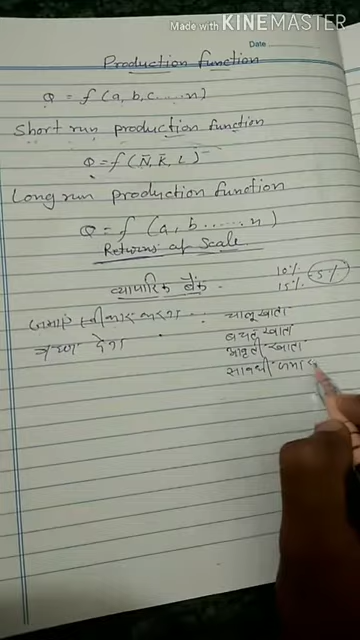 Made with KINEMASTER
Date
Production function
Q = f (a, b, c.....n)
Short run production function
Q = f (N̄, K̄, L)
Long run production function
Q = f (a, b ...... n)
Returns of Scale
व्यापारिक बैंक
10%
15%
5%
जमाएं स्वीकार करना
ऋण देना
चालू खाता
बचत खाता
आवृती खाता
सावधी जमा